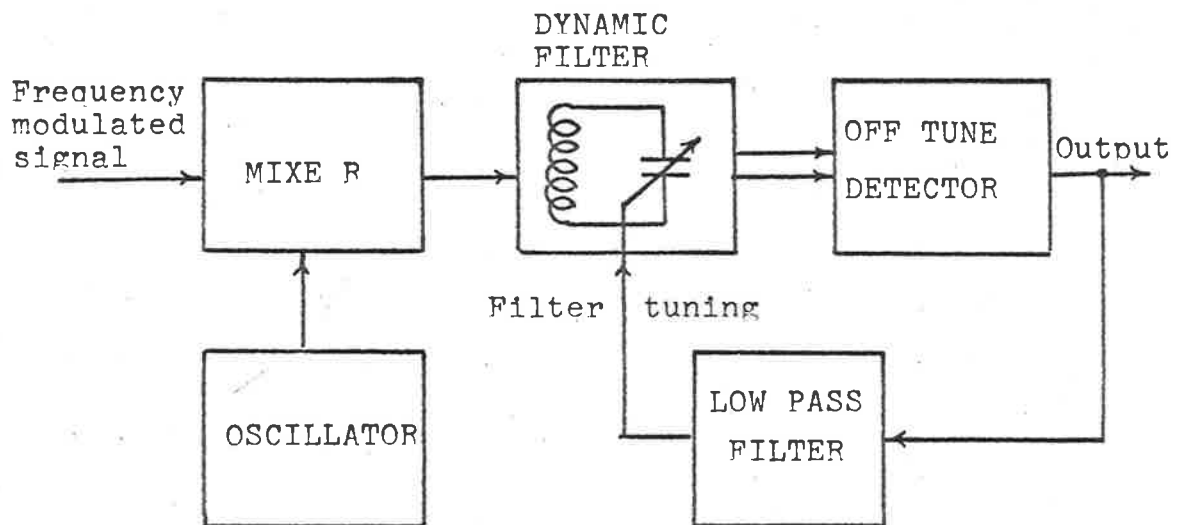 DYNAMIC
FILTER
Frequency
modulated
signal
MIXE R
OFF TUNE
DETECTOR
Output
Filter tuning
OSCILLATOR
LOW PASS
FILTER